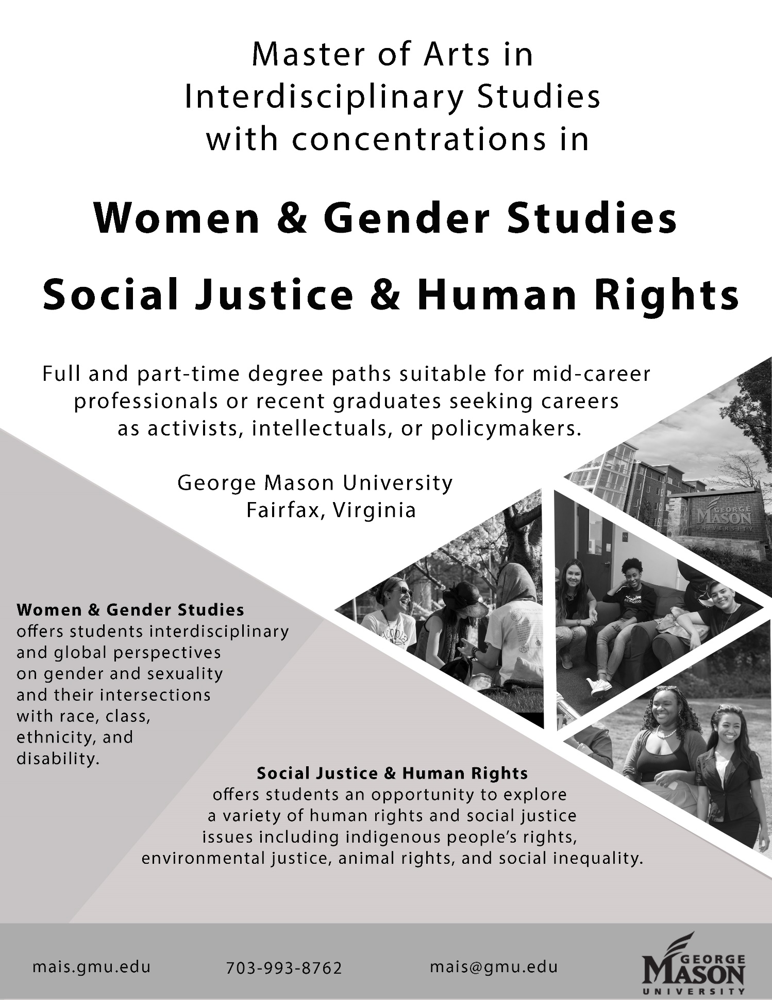 Master of Arts in
Interdisciplinary Studies
with concentrations in
Women & Gender Studies
Social Justice & Human Rights
Full and part-time degree paths suitable for mid-career
professionals or recent graduates seeking careers
as activists, intellectuals, or policymakers.
George Mason University
Fairfax, Virginia
GEORGE
MASON
UNIVERSITY
Women & Gender Studies
offers students interdisciplinary
and global perspectives
on gender and sexuality
and their intersections
with race, class,
ethnicity, and
disability.
Social Justice & Human Rights
offers students an opportunity to explore
a variety of human rights and social justice
issues including indigenous people’s rights,
environmental justice, animal rights, and social inequality.
mais.gmu.edu
703-993-8762
mais@gmu.edu
GEORGE
MASON
UNIVERSITY